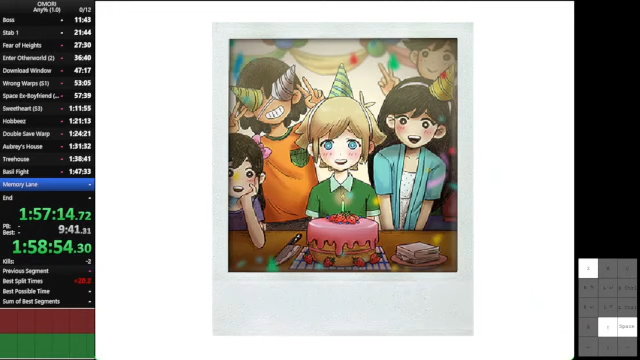 OMORI
Any% (1.0) 0/12
Boss 11:43
Stab 1 21:44
Fear of Heights 27:30
Enter Otherworld (2) 36:40
Download Window 47:17
Wrong Warps (S1) 53:05
Space Ex-Boyfriend (... 57:39
Sweetheart (S3) 1:11:55
Hobbeez 1:21:13
Double Save Warp 1:24:21
Aubrey's House 1:31:32
Treehouse 1:38:41
Basil Fight 1:47:33
Memory Lane -
End -
1:57:14.72
PB: -
Best: - 9:41.31
1:58:54.30
Kills: -2
Previous Segment -
Best Split Times
Best Possible Time -
Sum of Best Segments -
Space